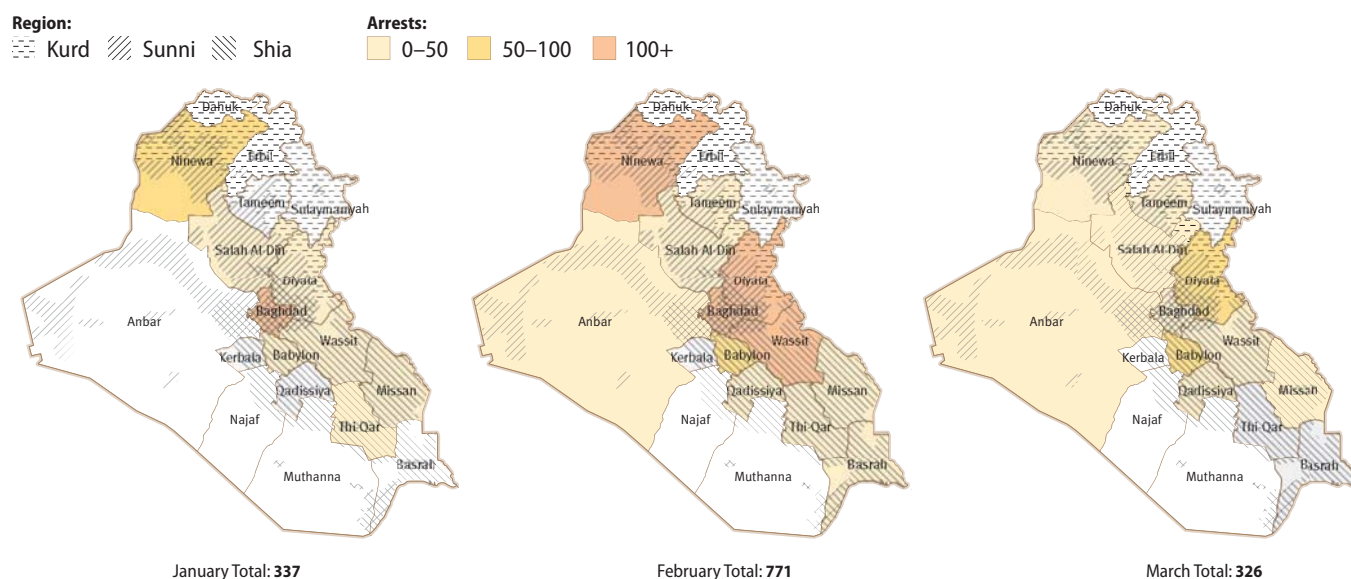 Region:
Kurd Sunni Shia
Arrests:
0–50 50–100 100+
Dahuk
Ninewa
Erbil
Tameem
Sulaymaniyah
Salah Al-Din
Diyala
Baghdad
Anbar
Wassit
Kerbala
Babylon
Qadissiya
Missan
Najaf
Thi-Qar
Basrah
Muthanna
January Total: 337
Dahuk
Ninewa
Erbil
Tameem
Sulaymaniyah
Salah Al-Din
Diyala
Baghdad
Anbar
Wassit
Kerbala
Babylon
Qadissiya
Missan
Najaf
Thi-Qar
Basrah
Muthanna
February Total: 771
Dahuk
Ninewa
Erbil
Tameem
Sulaymaniyah
Salah Al-Din
Diyala
Baghdad
Anbar
Wassit
Kerbala
Babylon
Qadissiya
Missan
Najaf
Thi-Qar
Basrah
Muthanna
March Total: 326